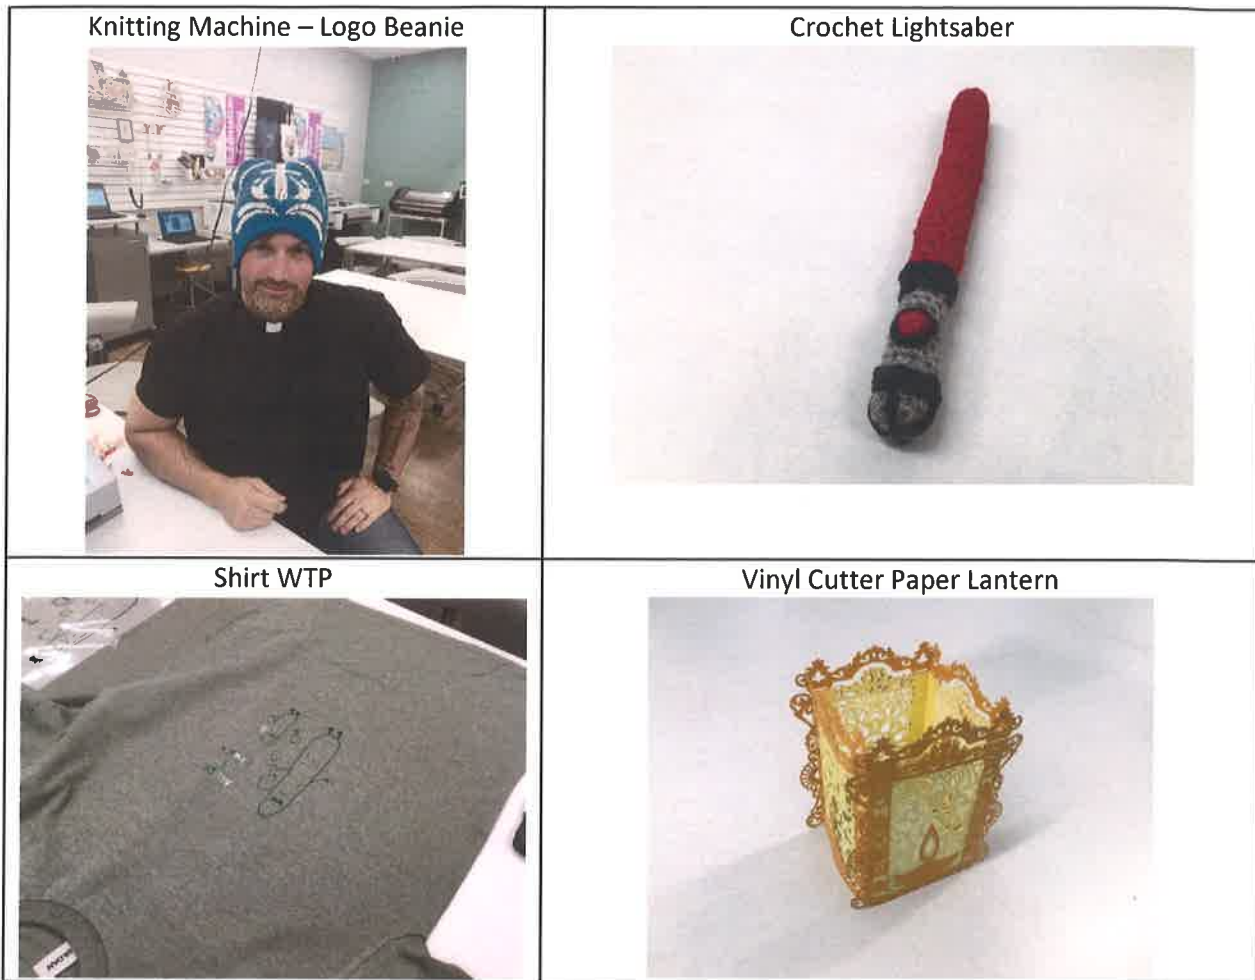 Knitting Machine – Logo Beanie
Crochet Lightsaber
Shirt WTP
Vinyl Cutter Paper Lantern